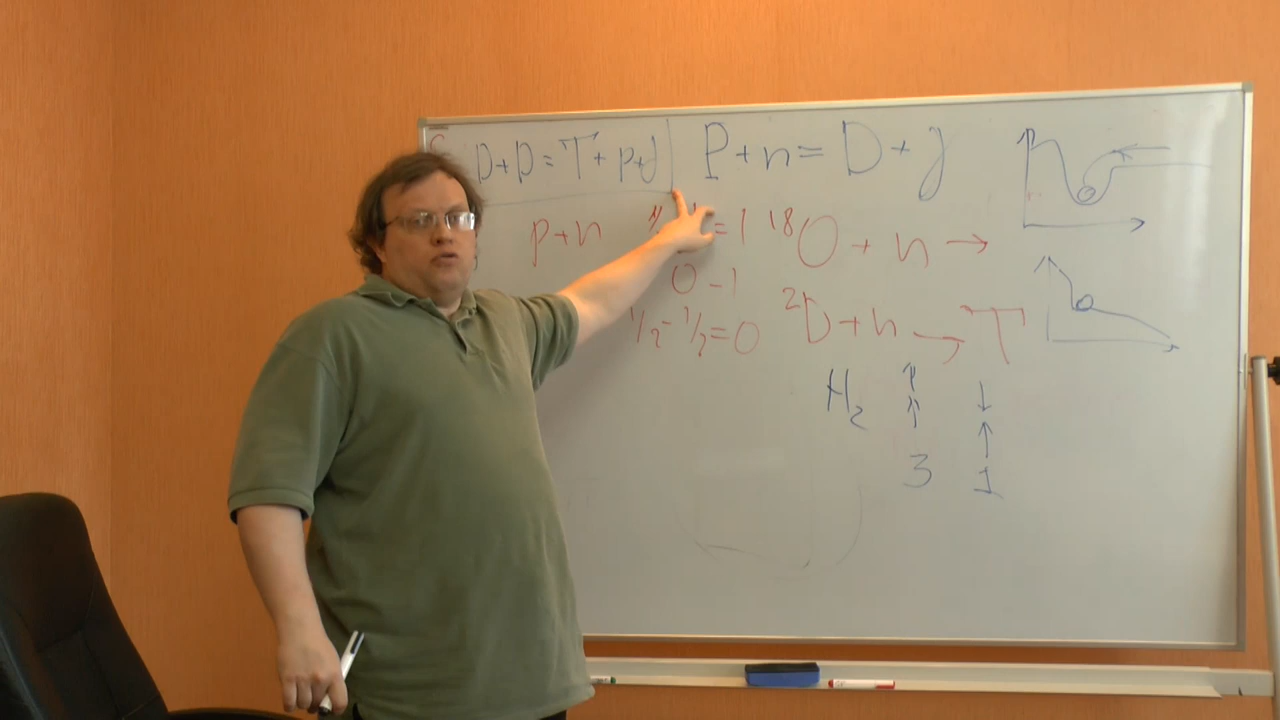 D+D=T+p+γ P+n=D+γ
p+n =1 18O+n→
0-1
1/2-1/2=0 2D+n→T
H2 ↑ ↓
↑ ↑
3 1